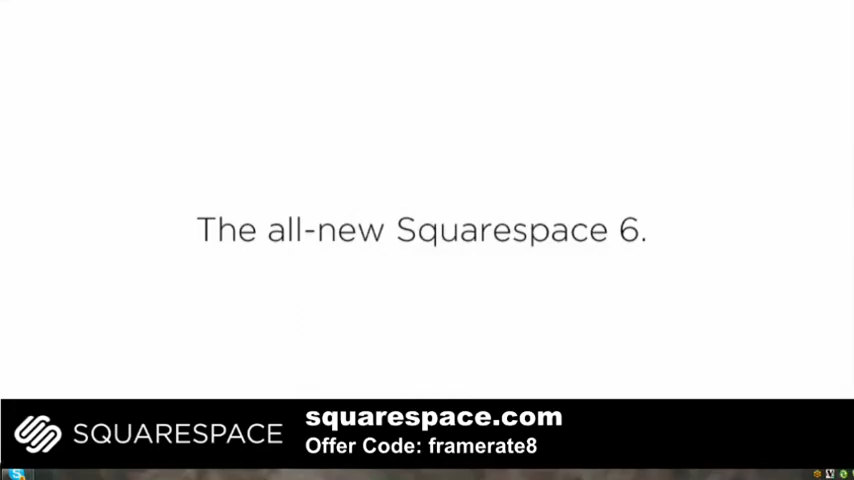 The all-new Squarespace 6.
SQUARESPACE
squarespace.com
Offer Code: framerate8